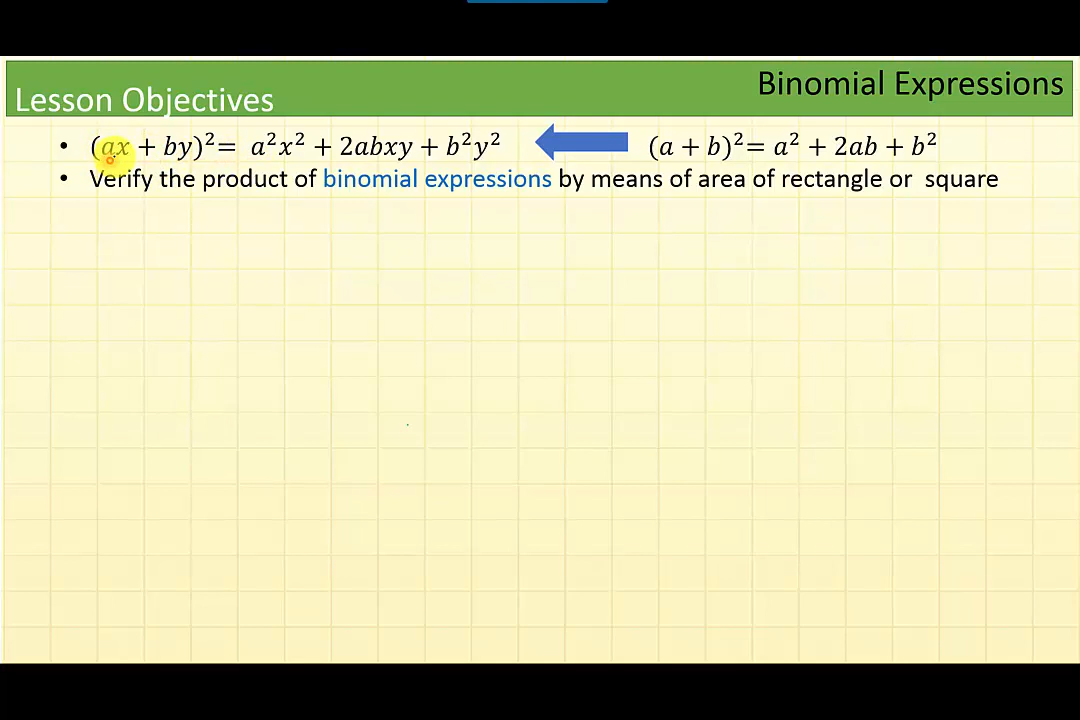 Binomial Expressions
Lesson Objectives
• (ax + by)²= a²x² + 2abxy + b²y² (a + b)²= a² + 2ab + b²
• Verify the product of binomial expressions by means of area of rectangle or square